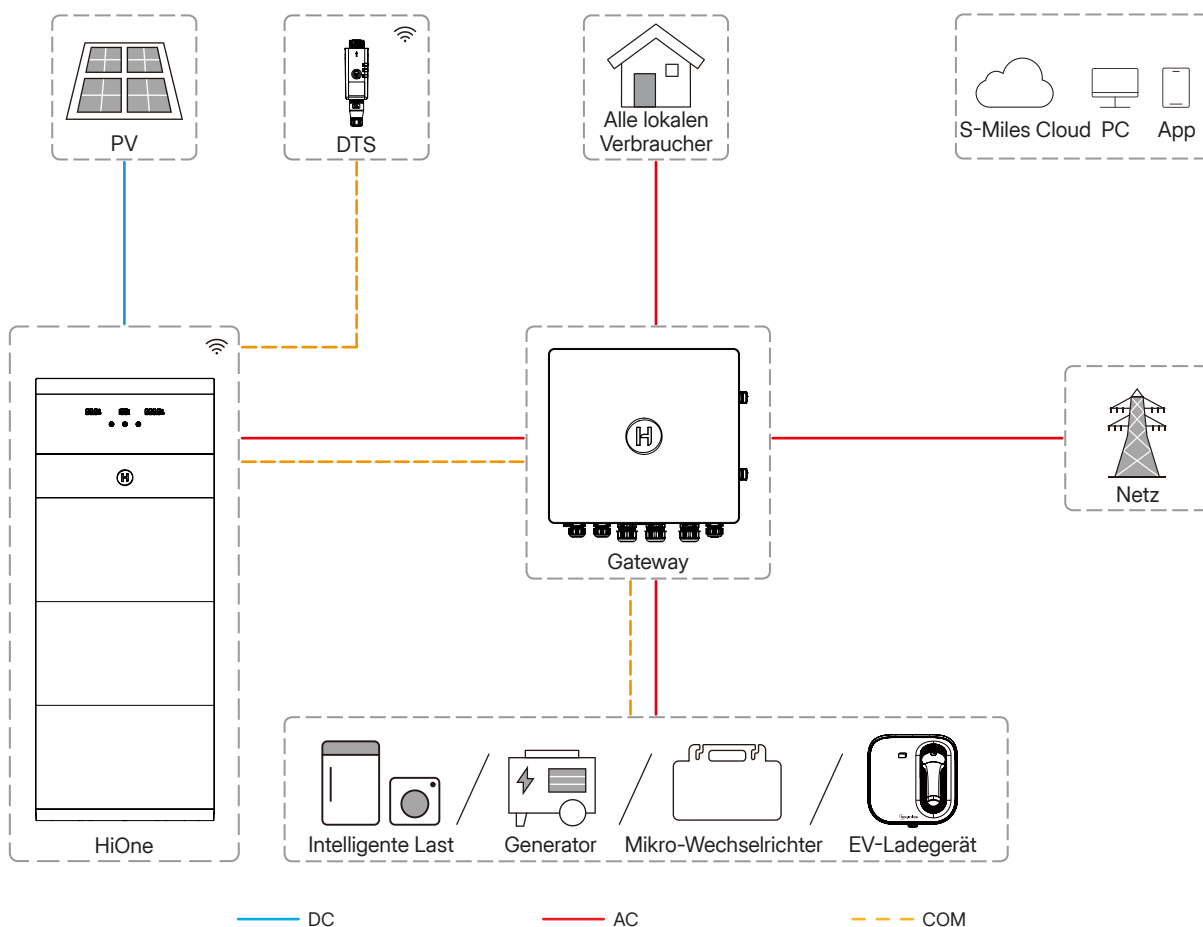 PV
DTS
Alle lokalen
Verbraucher
S-Miles Cloud PC App
Netz
Gateway
HiOne
Intelligente Last
Generator
Mikro-Wechselrichter
EV-Ladegerät
DC
AC
COM